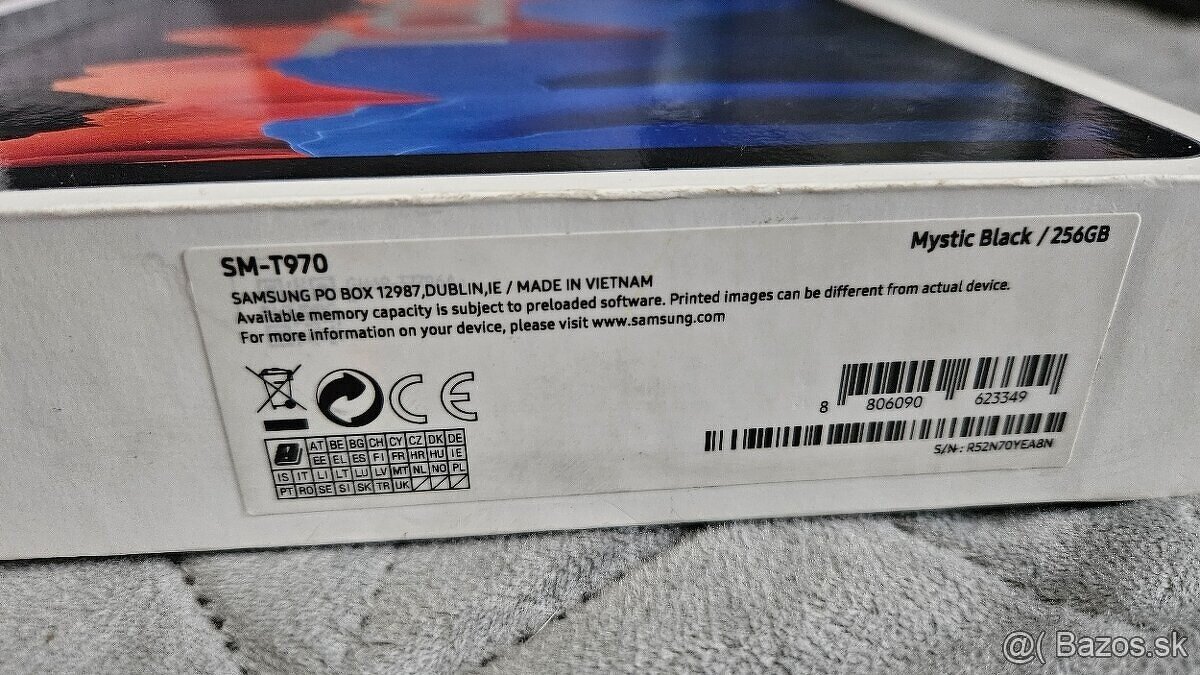 SM-T970
Mystic Black / 256GB
SAMSUNG PO BOX 12987,DUBLIN,IE / MADE IN VIETNAM
Available memory capacity is subject to preloaded software. Printed images can be different from actual device.
For more information on your device, please visit www.samsung.com
CE
8 806090 623349
S/N: R52N70YEA8N
AT BE BG CH CY CZ DK DE
EE EL ES FI FR HR HU IE
IS IT LI LT LU LV MT NL NO PL
PT RO SE SI SK TR UK
@( Bazos.sk